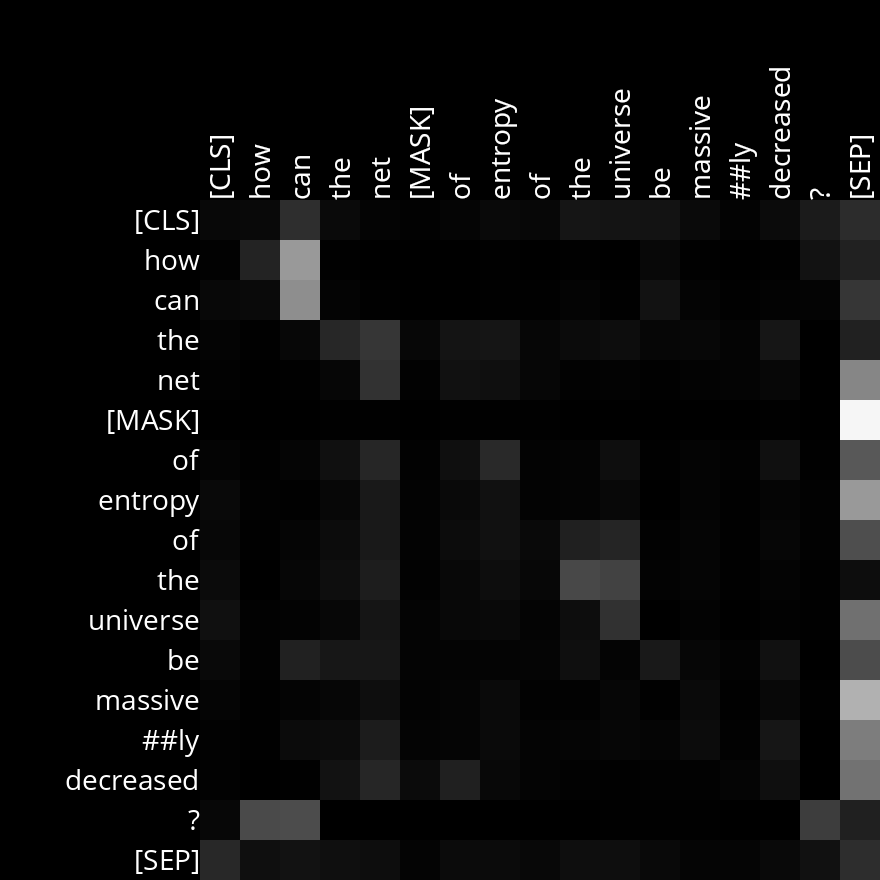 [CLS] how can the net [MASK] of entropy of the universe be massive ##ly decreased ? [SEP]
[CLS]
how
can
the
net
[MASK]
of
entropy
of
the
universe
be
massive
##ly
decreased
?
[SEP]